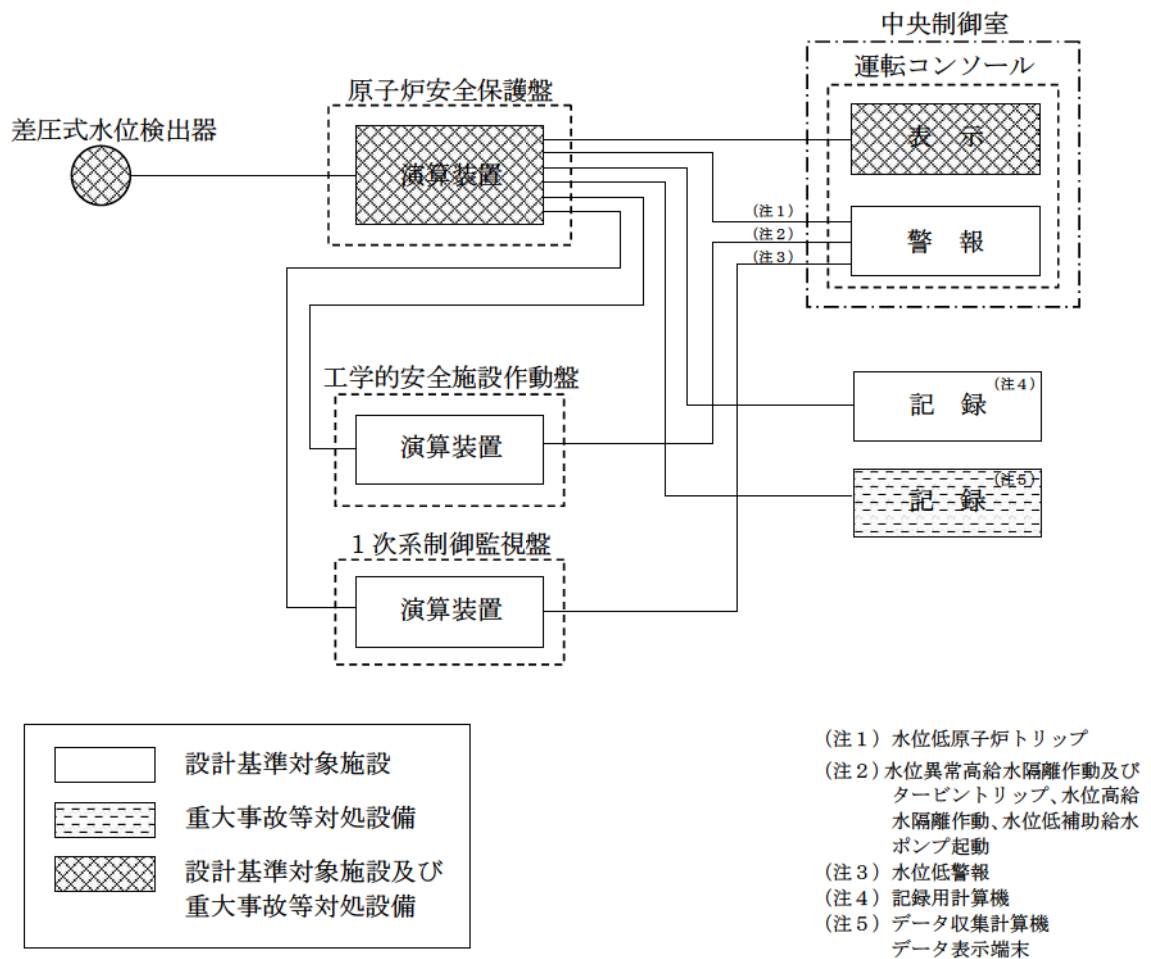 中央制御室
運転コンソール
原子炉安全保護盤
差圧式水位検出器
演算装置
表 示
(注1)
(注2)
(注3)
警 報
工学的安全施設作動盤
演算装置
(注4)
記 録
(注5)
記 録
1次系制御監視盤
演算装置
設計基準対象施設
重大事故等対処設備
設計基準対象施設及び
重大事故等対処設備
(注1) 水位低原子炉トリップ
(注2) 水位異常高給水隔離作動及び
タービントリップ、水位高給
水隔離作動、水位低補助給水
ポンプ起動
(注3) 水位低警報
(注4) 記録用計算機
(注5) データ収集計算機
データ表示端末